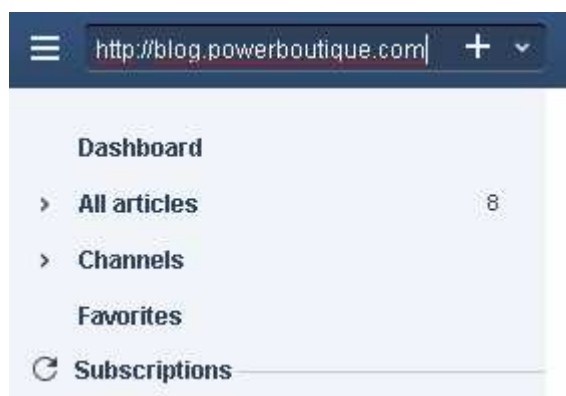 http://blog.powerboutique.com
Dashboard
All articles 8
Channels
Favorites
Subscriptions